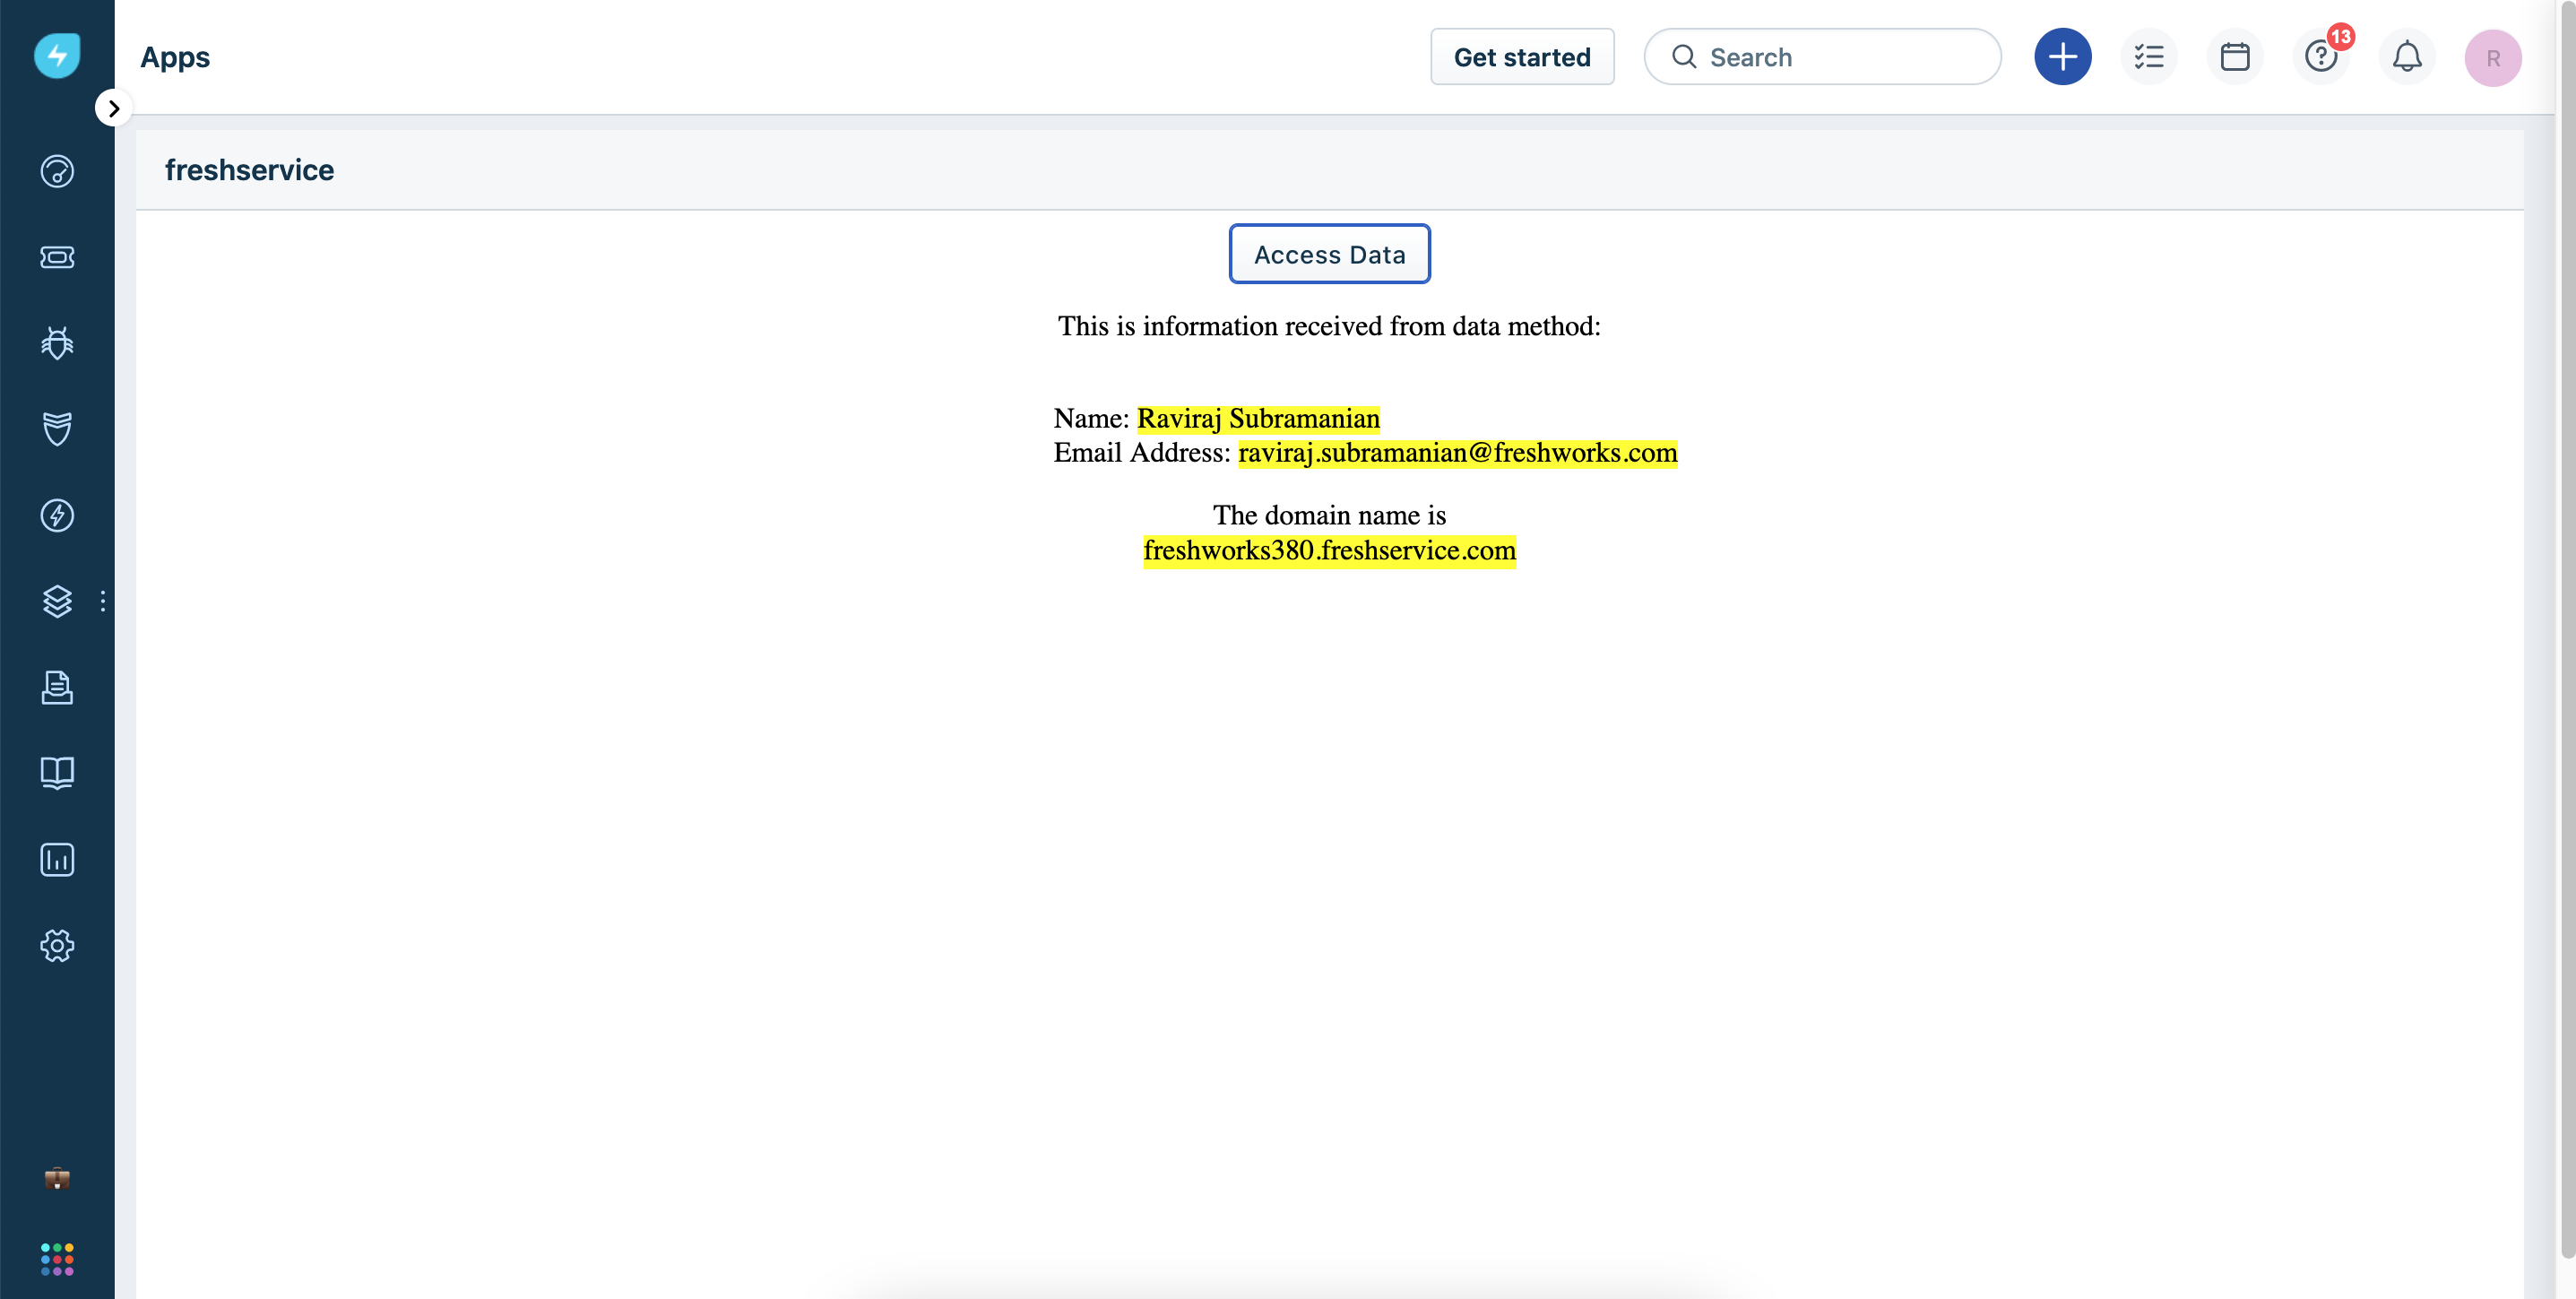 Apps
Get started
Search
13
R
freshservice
Access Data
This is information received from data method:
Name: Raviraj Subramanian
Email Address: raviraj.subramanian@freshworks.com
The domain name is
freshworks380.freshservice.com